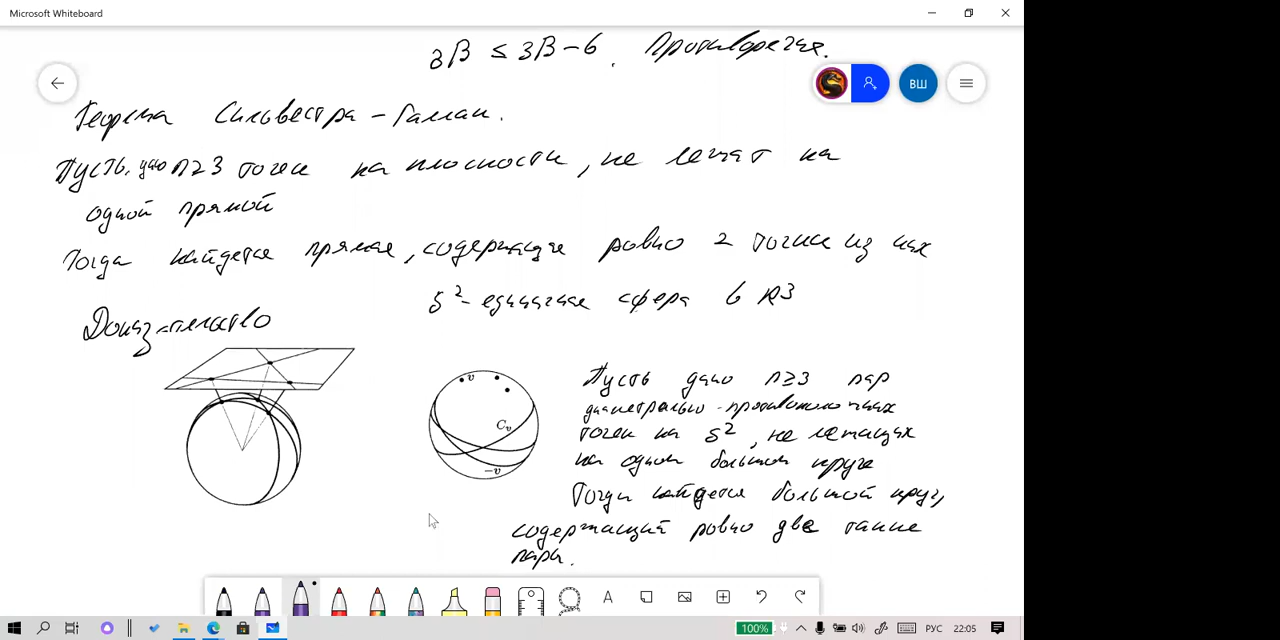 Microsoft Whiteboard
3В ≤ 3В – 6. Противоречие.
ВШ
Теорема Сильвестра – Галлаи.
Пусть дано n≥3 точек на плоскости, не лежат на
одной прямой
Тогда найдется прямая, содержащая ровно 2 точки из них
S² - единичная сфера в R3
Доказательство
Пусть дано n≥3 пар
диаметрально-противоположных
точек на S², не лежащих
на одном большом круге
Тогда найдется большой круг,
содержащий ровно две такие
пары.
v
C_v
-v
A
100%
РУС
22:05